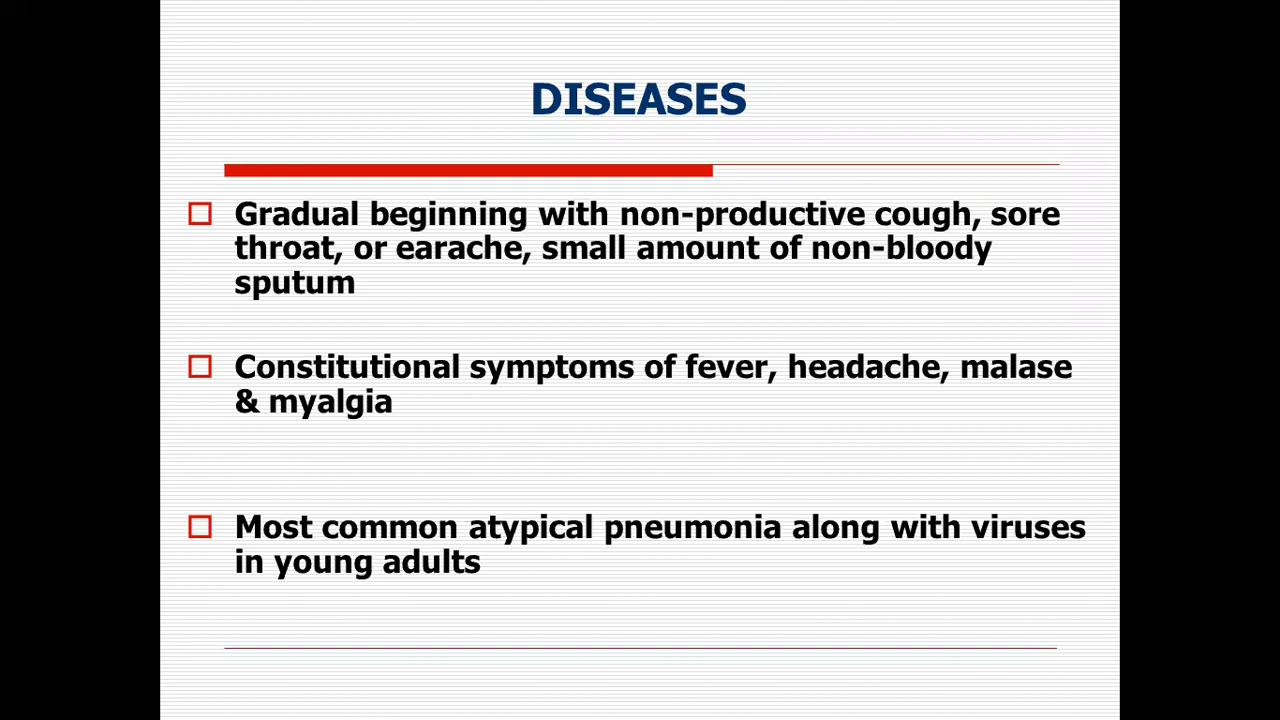 DISEASES
Gradual beginning with non-productive cough, sore
throat, or earache, small amount of non-bloody
sputum
Constitutional symptoms of fever, headache, malase
& myalgia
Most common atypical pneumonia along with viruses
in young adults